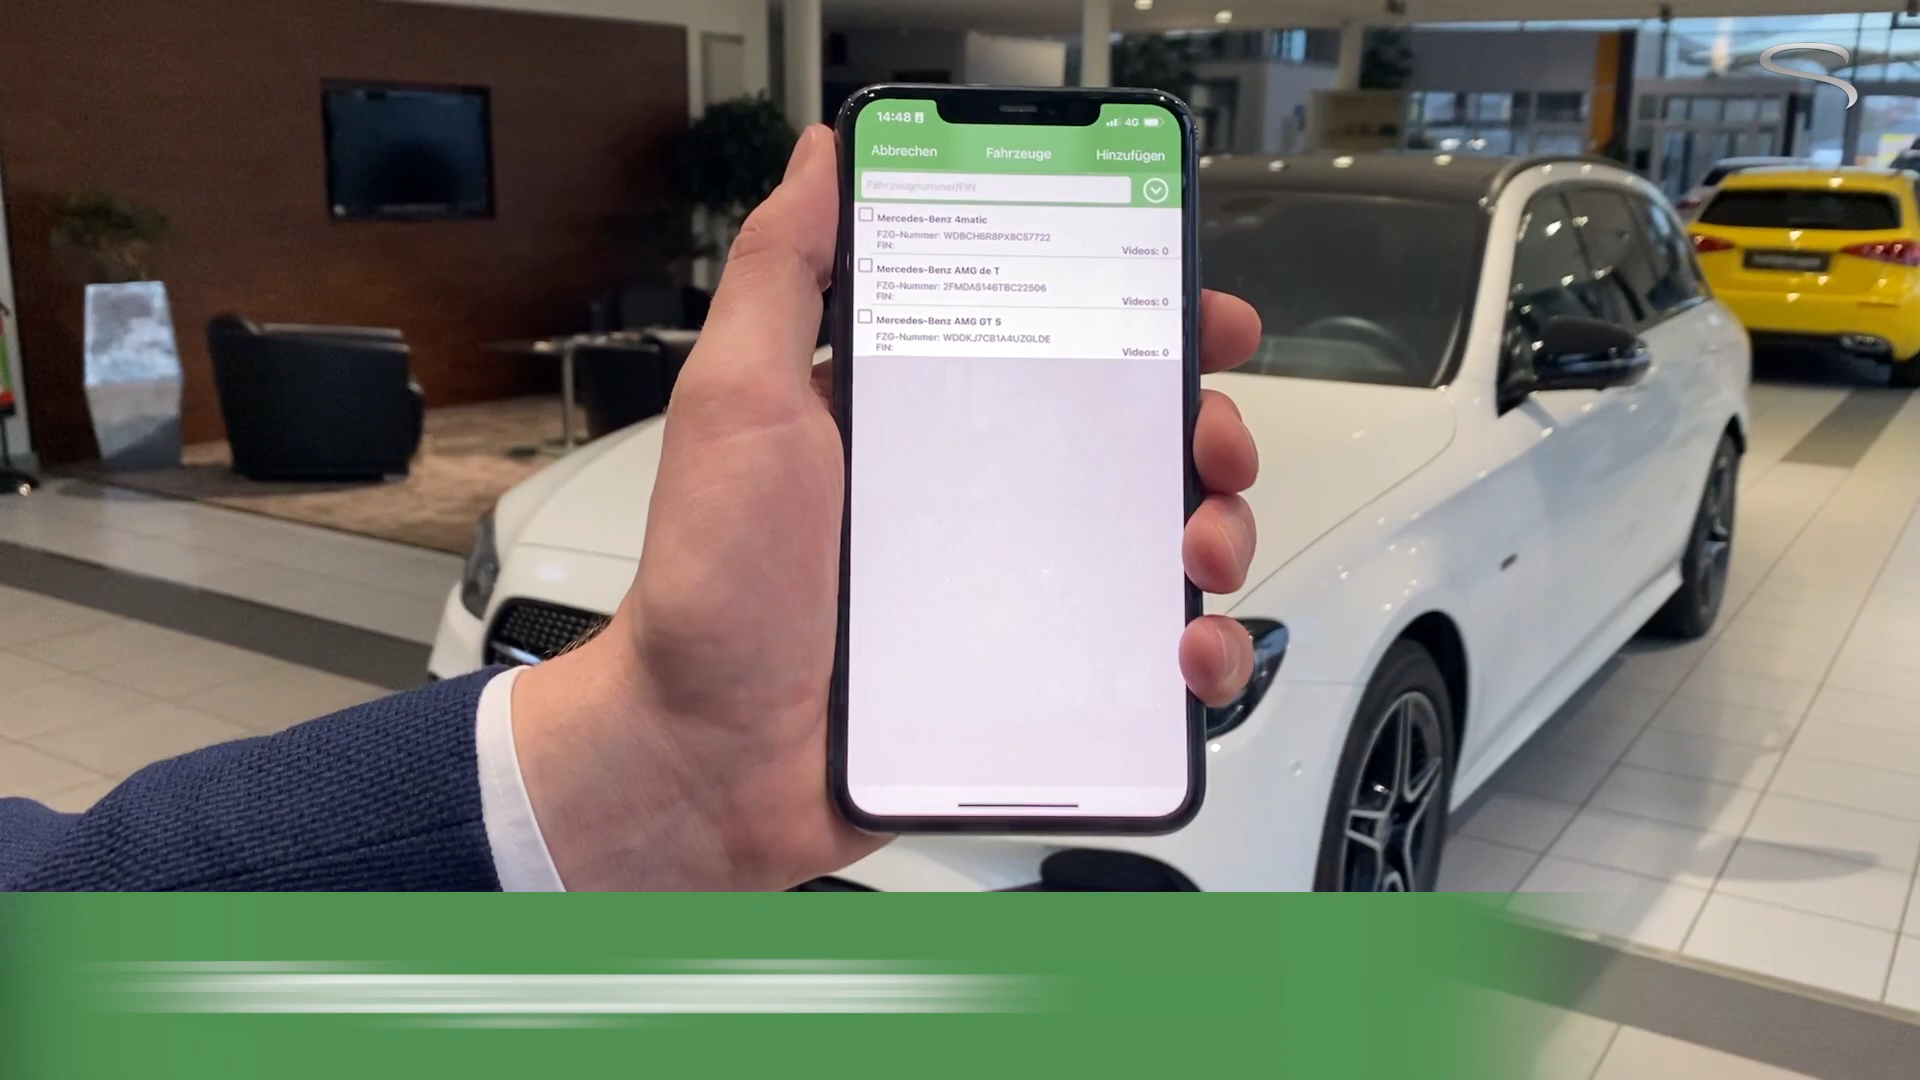 14:48
4G
Abbrechen Fahrzeuge Hinzufügen
Fahrzeugnummer/FIN
Mercedes-Benz 4matic
FZG-Nummer: WDBCH6R8PX8C57722
FIN:
Videos: 0
Mercedes-Benz AMG de T
FZG-Nummer: 2FMDA5146TBC22506
FIN:
Videos: 0
Mercedes-Benz AMG GT S
FZG-Nummer: WDDKJ7CB1A4UZGLDE
FIN:
Videos: 0